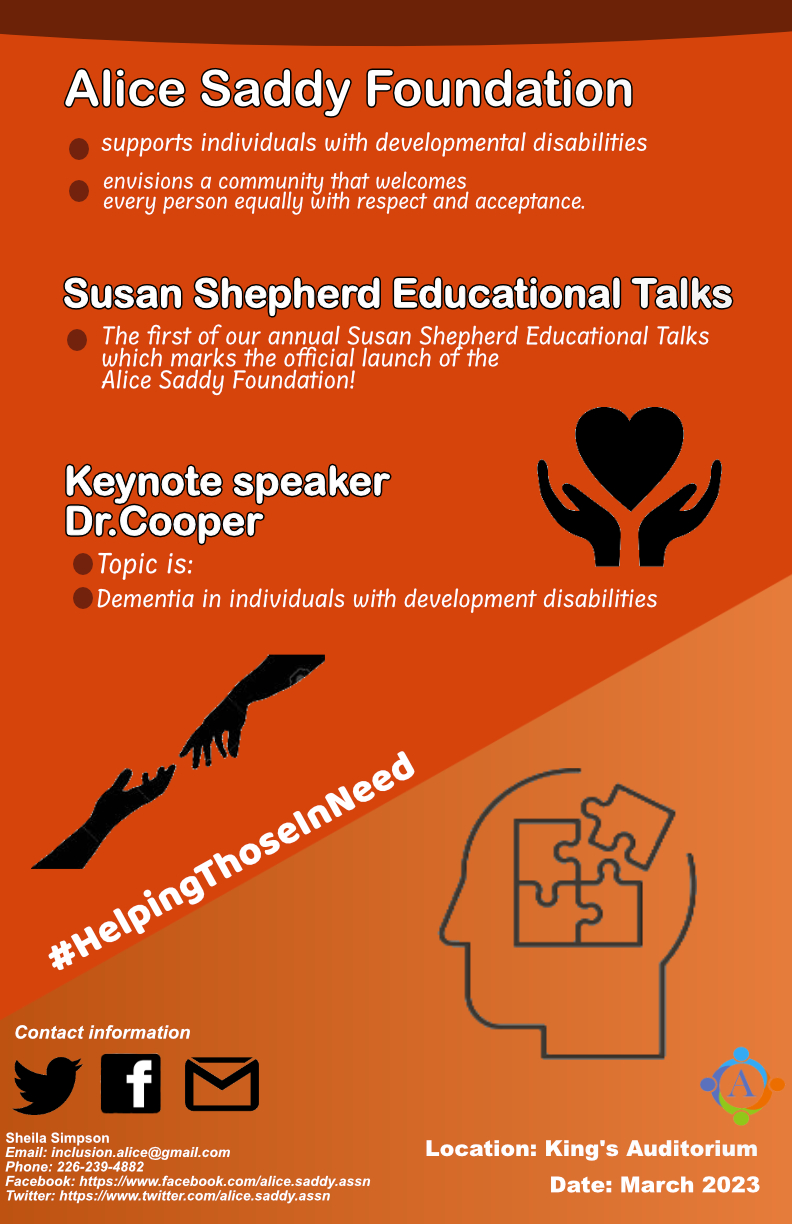 Alice Saddy Foundation
supports individuals with developmental disabilities
envisions a community that welcomes
every person equally with respect and acceptance.
Susan Shepherd Educational Talks
The first of our annual Susan Shepherd Educational Talks
which marks the official launch of the
Alice Saddy Foundation!
Keynote speaker
Dr.Cooper
Topic is:
Dementia in individuals with development disabilities
#HelpingThoseInNeed
Contact information
A
Sheila Simpson
Email: inclusion.alice@gmail.com
Phone: 226-239-4882
Facebook: https://www.facebook.com/alice.saddy.assn
Twitter: https://www.twitter.com/alice.saddy.assn
Location: King's Auditorium
Date: March 2023